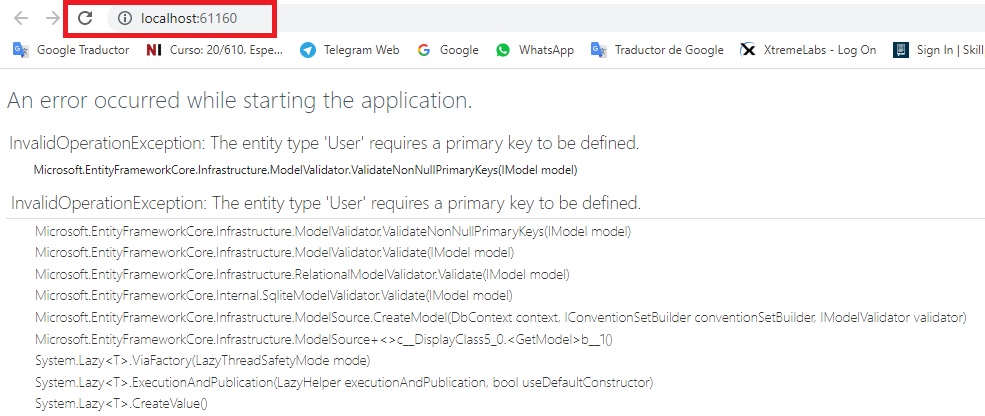 localhost:61160
Google Traductor NI Curso: 20/610. Espe... Telegram Web G Google WhatsApp Traductor de Google X XtremeLabs - Log On Sign In | Skill
An error occurred while starting the application.
InvalidOperationException: The entity type 'User' requires a primary key to be defined.
Microsoft.EntityFrameworkCore.Infrastructure.ModelValidator.ValidateNonNullPrimaryKeys(IModel model)
InvalidOperationException: The entity type 'User' requires a primary key to be defined.
Microsoft.EntityFrameworkCore.Infrastructure.ModelValidator.ValidateNonNullPrimaryKeys(IModel model)
Microsoft.EntityFrameworkCore.Infrastructure.ModelValidator.Validate(IModel model)
Microsoft.EntityFrameworkCore.Infrastructure.RelationalModelValidator.Validate(IModel model)
Microsoft.EntityFrameworkCore.Internal.SqliteModelValidator.Validate(IModel model)
Microsoft.EntityFrameworkCore.Infrastructure.ModelSource.CreateModel(DbContext context, IConventionSetBuilder conventionSetBuilder, IModelValidator validator)
Microsoft.EntityFrameworkCore.Infrastructure.ModelSource+<>c__DisplayClass5_0.<GetModel>b__1()
System.Lazy<T>.ViaFactory(LazyThreadSafetyMode mode)
System.Lazy<T>.ExecutionAndPublication(LazyHelper executionAndPublication, bool useDefaultConstructor)
System.Lazy<T>.CreateValue()